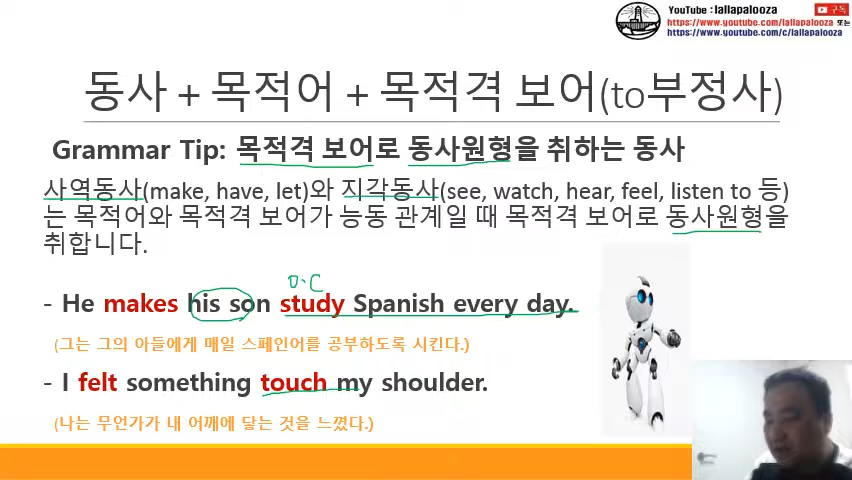 YouTube : lallapalooza 구독
https://www.youtube.com/lallapalooza 또는
https://www.youtube.com/c/lallapalooza
동사 + 목적어 + 목적격 보어(to부정사)
Grammar Tip: 목적격 보어로 동사원형을 취하는 동사
사역동사(make, have, let)와 지각동사(see, watch, hear, feel, listen to 등)
는 목적어와 목적격 보어가 능동 관계일 때 목적격 보어로 동사원형을
취합니다.
O·C
- He makes his son study Spanish every day.
(그는 그의 아들에게 매일 스페인어를 공부하도록 시킨다.)
- I felt something touch my shoulder.
(나는 무언가가 내 어깨에 닿는 것을 느꼈다.)